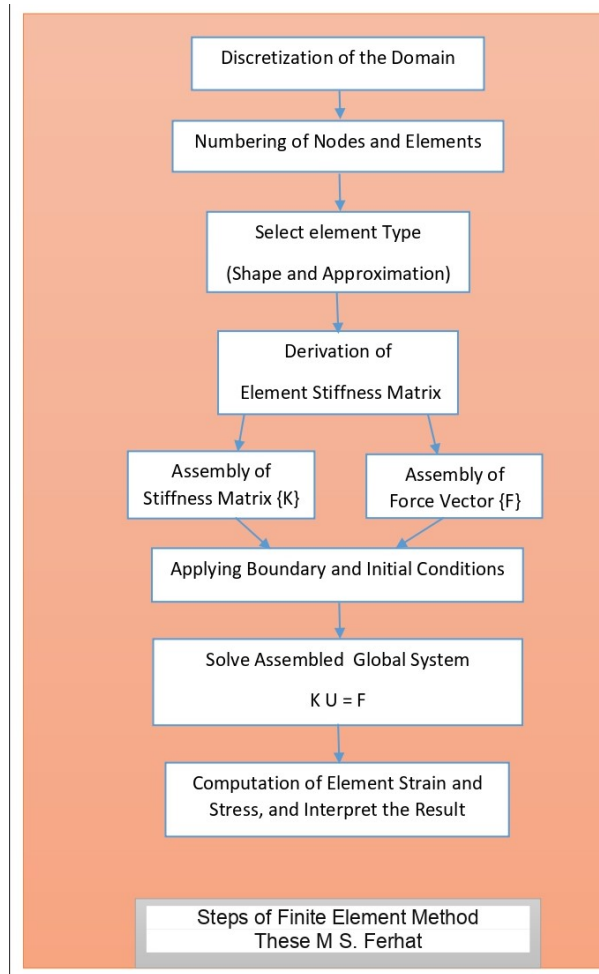 Discretization of the Domain
Numbering of Nodes and Elements
Select element Type
(Shape and Approximation)
Derivation of
Element Stiffness Matrix
Assembly of
Stiffness Matrix {K}
Assembly of
Force Vector {F}
Applying Boundary and Initial Conditions
Solve Assembled Global System
K U = F
Computation of Element Strain and
Stress, and Interpret the Result
Steps of Finite Element Method
These M S. Ferhat